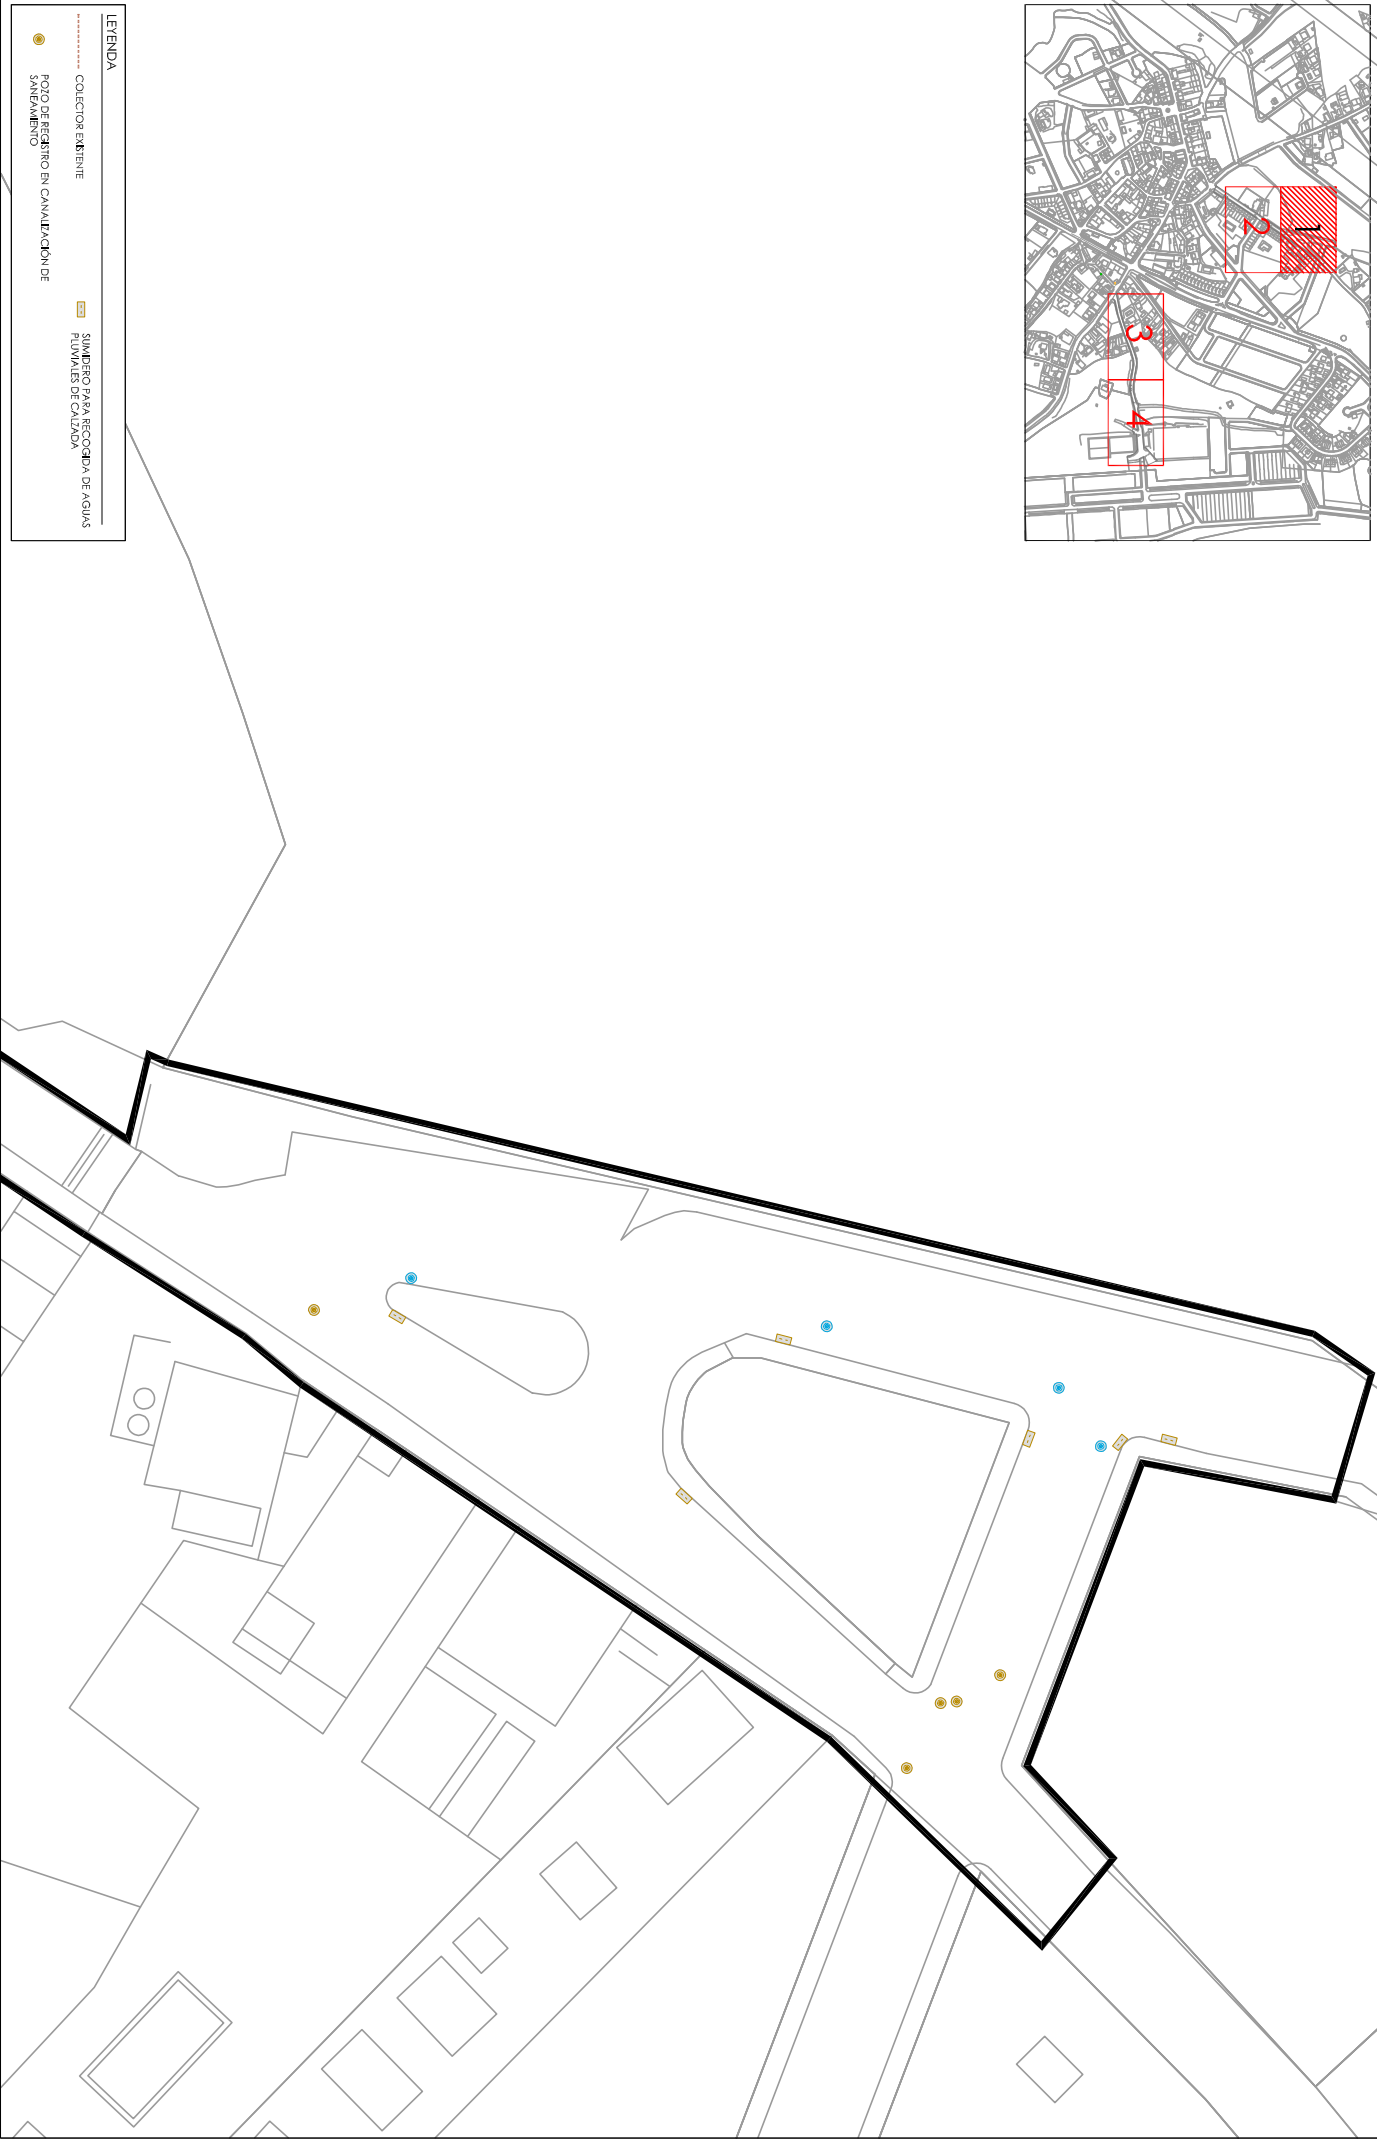 LEYENDA
COLECTOR EXISTENTE
POZO DE REGISTRO EN CANALIZACIÓN DE
SANEAMIENTO
SUMIDERO PARA RECOGIDA DE AGUAS
PLUVIALES DE CALZADA
1
2
3
4